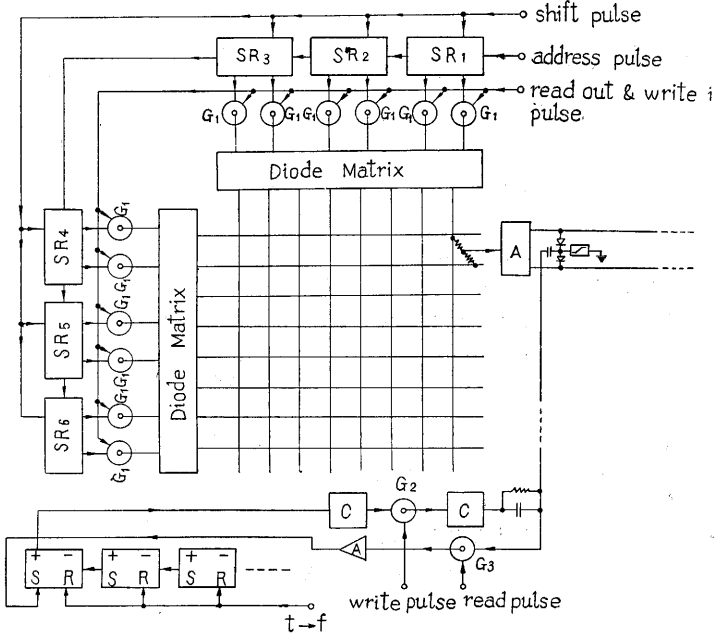 shift pulse
SR3 SR2 SR1 address pulse
read out & write i
pulse
G1 G1 G1 G1 G1 G1
Diode Matrix
G1
SR4
G1
A
G1
SR5
G1
Diode Matrix
G1
SR6
G1
G2
C C
A
G3
+ - + - + -
S R S R S R
write pulse read pulse
t→f